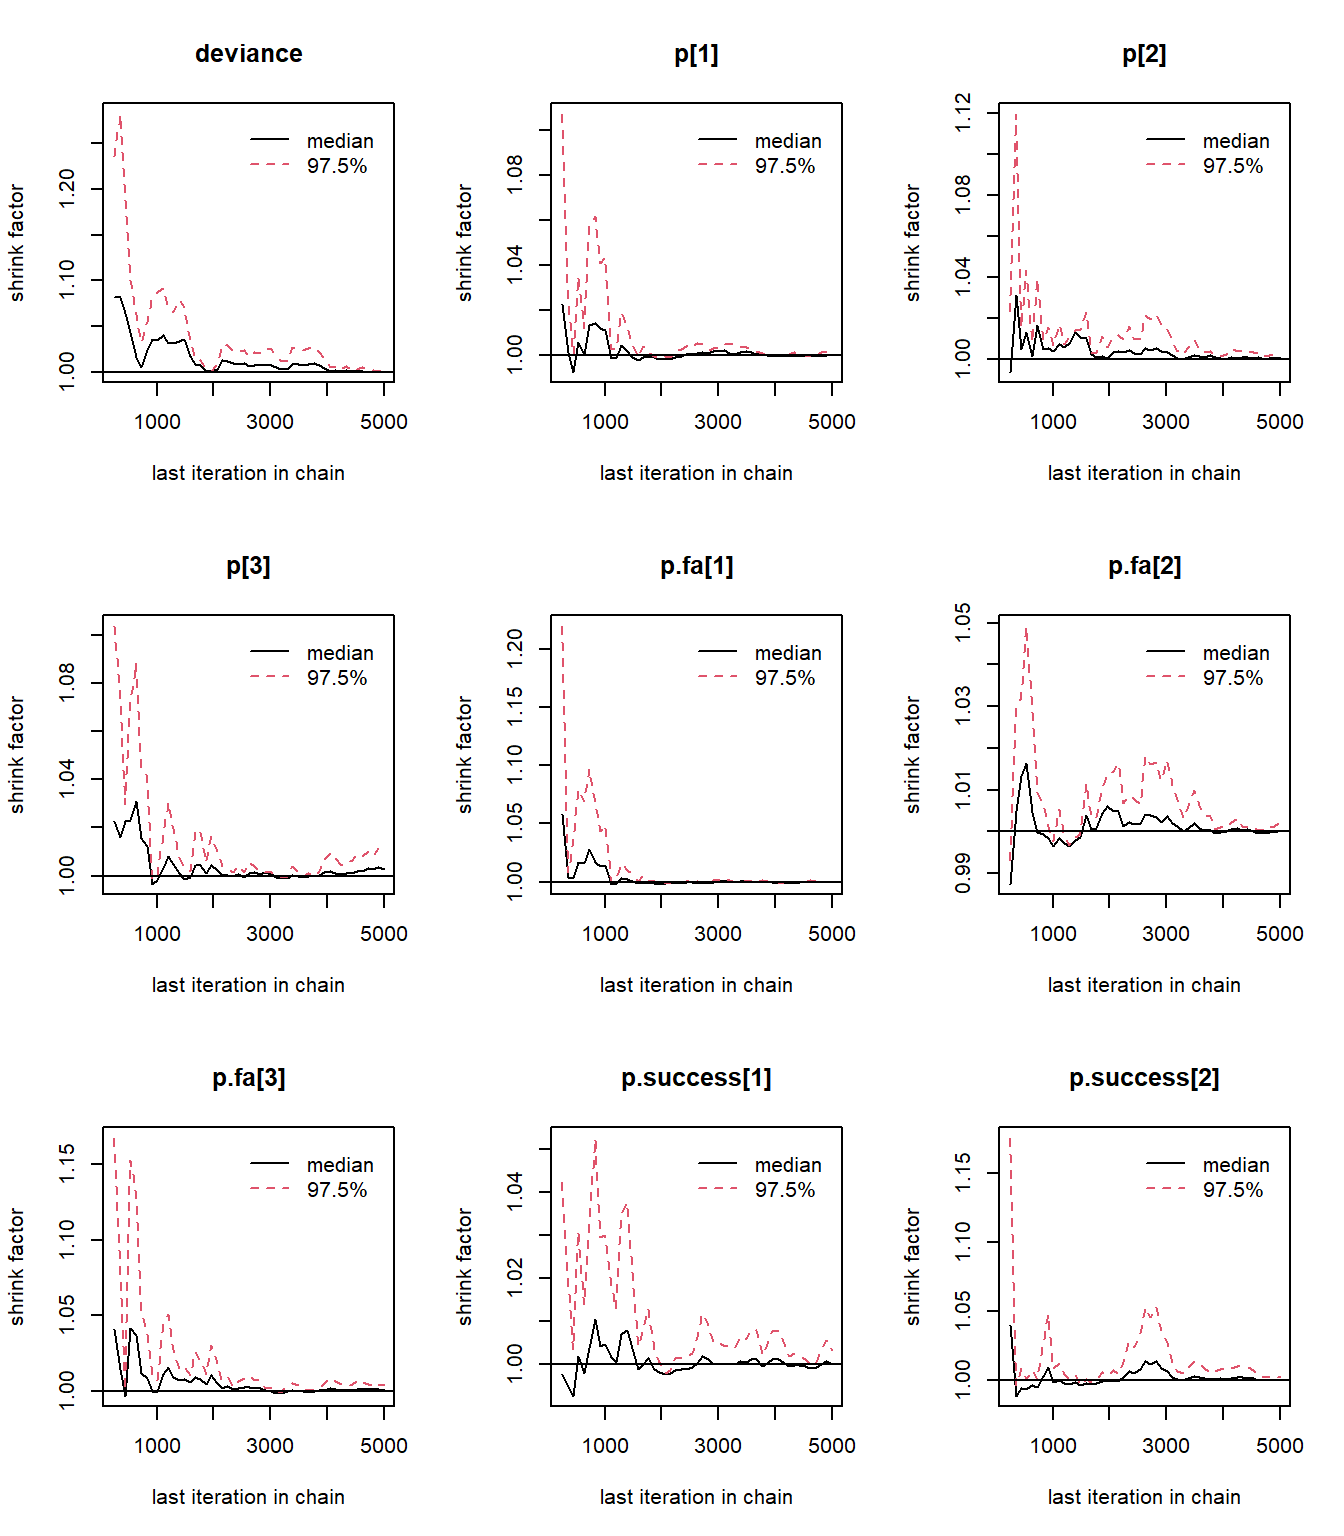 deviance
shrink factor
1.00
1.10
1.20
median
97.5%
1000
3000
5000
last iteration in chain
p[1]
shrink factor
1.00
1.04
1.08
median
97.5%
1000
3000
5000
last iteration in chain
p[2]
shrink factor
1.00
1.04
1.08
1.12
median
97.5%
1000
3000
5000
last iteration in chain
p[3]
shrink factor
1.00
1.04
1.08
median
97.5%
1000
3000
5000
last iteration in chain
p.fa[1]
shrink factor
1.00
1.05
1.10
1.15
1.20
median
97.5%
1000
3000
5000
last iteration in chain
p.fa[2]
shrink factor
0.99
1.01
1.03
1.05
median
97.5%
1000
3000
5000
last iteration in chain
p.fa[3]
shrink factor
1.00
1.05
1.10
1.15
median
97.5%
1000
3000
5000
last iteration in chain
p.success[1]
shrink factor
1.00
1.02
1.04
median
97.5%
1000
3000
5000
last iteration in chain
p.success[2]
shrink factor
1.00
1.05
1.10
1.15
median
97.5%
1000
3000
5000
last iteration in chain